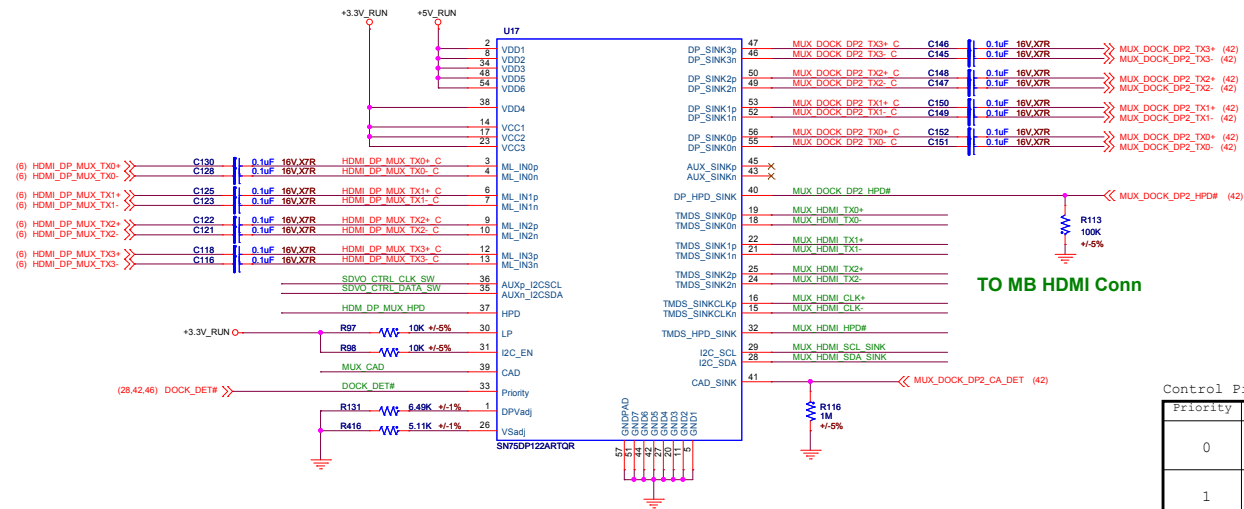 +3.3V_RUN +5V_RUN
U17
2 VDD1
8 VDD2
34 VDD3
48 VDD5
54 VDD6
38 VDD4
14 VCC1
17 VCC2
23 VCC3
(6) HDMI_DP_MUX_TX0+ C130 0.1uF 16V,X7R HDMI_DP_MUX_TX0+_C 3 ML_IN0p
(6) HDMI_DP_MUX_TX0- C128 0.1uF 16V,X7R HDMI_DP_MUX_TX0-_C 4 ML_IN0n
(6) HDMI_DP_MUX_TX1+ C125 0.1uF 16V,X7R HDMI_DP_MUX_TX1+_C 6 ML_IN1p
(6) HDMI_DP_MUX_TX1- C123 0.1uF 16V,X7R HDMI_DP_MUX_TX1-_C 7 ML_IN1n
(6) HDMI_DP_MUX_TX2+ C122 0.1uF 16V,X7R HDMI_DP_MUX_TX2+_C 9 ML_IN2p
(6) HDMI_DP_MUX_TX2- C121 0.1uF 16V,X7R HDMI_DP_MUX_TX2-_C 10 ML_IN2n
(6) HDMI_DP_MUX_TX3+ C118 0.1uF 16V,X7R HDMI_DP_MUX_TX3+_C 12 ML_IN3p
(6) HDMI_DP_MUX_TX3- C116 0.1uF 16V,X7R HDMI_DP_MUX_TX3-_C 13 ML_IN3n
SDVO_CTRL_CLK_SW 36 AUXp_I2CSCL
SDVO_CTRL_DATA_SW 35 AUXn_I2CSDA
HDM_DP_MUX_HPD 37 HPD
+3.3V_RUN R97 10K +/-5% 30 LP
R98 10K +/-5% 31 I2C_EN
MUX_CAD 39 CAD
(28,42,46) DOCK_DET# DOCK_DET# 33 Priority
R131 6.49K +/-1% 1 DPVadj
R416 5.11K +/-1% 26 VSadj
SN75DP122ARTQR
GNDPAD GND7 GND6 GND5 GND4 GND3 GND2 GND1
57 51 44 42 27 20 11 5
DP_SINK3p 47 MUX_DOCK_DP2_TX3+_C C146 0.1uF 16V,X7R MUX_DOCK_DP2_TX3+ (42)
DP_SINK3n 46 MUX_DOCK_DP2_TX3-_C C145 0.1uF 16V,X7R MUX_DOCK_DP2_TX3- (42)
DP_SINK2p 50 MUX_DOCK_DP2_TX2+_C C148 0.1uF 16V,X7R MUX_DOCK_DP2_TX2+ (42)
DP_SINK2n 49 MUX_DOCK_DP2_TX2-_C C147 0.1uF 16V,X7R MUX_DOCK_DP2_TX2- (42)
DP_SINK1p 53 MUX_DOCK_DP2_TX1+_C C150 0.1uF 16V,X7R MUX_DOCK_DP2_TX1+ (42)
DP_SINK1n 52 MUX_DOCK_DP2_TX1-_C C149 0.1uF 16V,X7R MUX_DOCK_DP2_TX1- (42)
DP_SINK0p 56 MUX_DOCK_DP2_TX0+_C C152 0.1uF 16V,X7R MUX_DOCK_DP2_TX0+ (42)
DP_SINK0n 55 MUX_DOCK_DP2_TX0-_C C151 0.1uF 16V,X7R MUX_DOCK_DP2_TX0- (42)
AUX_SINKp 45
AUX_SINKn 43
DP_HPD_SINK 40 MUX_DOCK_DP2_HPD# MUX_DOCK_DP2_HPD# (42)
R113
100K
+/-5%
TMDS_SINK0p 19 MUX_HDMI_TX0+
TMDS_SINK0n 18 MUX_HDMI_TX0-
TMDS_SINK1p 22 MUX_HDMI_TX1+
TMDS_SINK1n 21 MUX_HDMI_TX1-
TMDS_SINK2p 25 MUX_HDMI_TX2+
TMDS_SINK2n 24 MUX_HDMI_TX2-
TMDS_SINKCLKp 16 MUX_HDMI_CLK+
TMDS_SINKCLKn 15 MUX_HDMI_CLK-
TO MB HDMI Conn
TMDS_HPD_SINK 32 MUX_HDMI_HPD#
I2C_SCL 29 MUX_HDMI_SCL_SINK
I2C_SDA 28 MUX_HDMI_SDA_SINK
CAD_SINK 41 MUX_DOCK_DP2_CA_DET (42)
R116
1M
+/-5%
Control
Priority
0
1